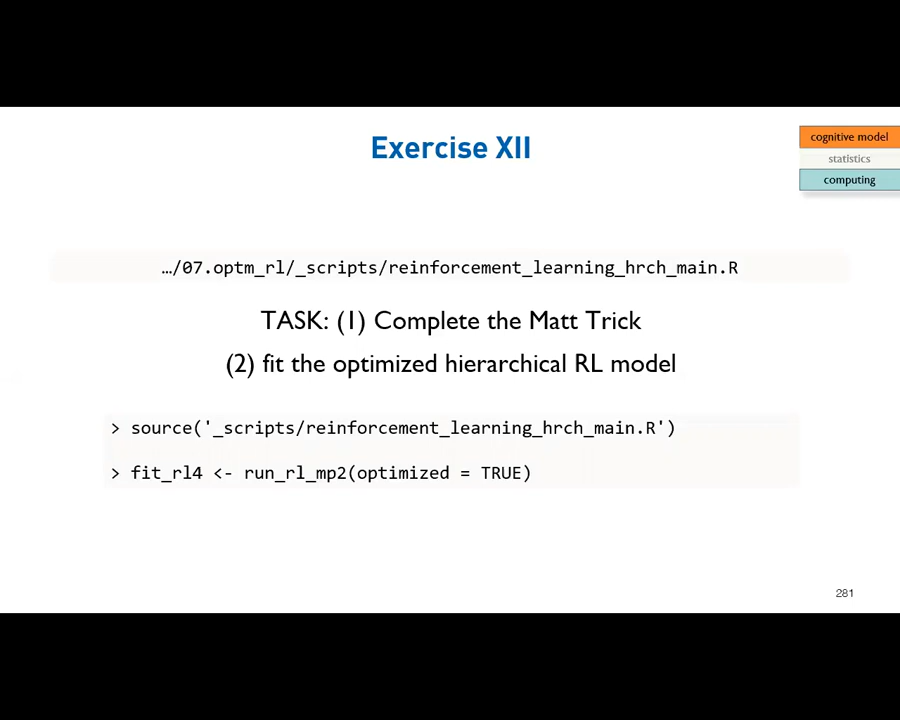 Exercise XII
cognitive model
statistics
computing
…/07.optm_rl/_scripts/reinforcement_learning_hrch_main.R
TASK: (1) Complete the Matt Trick
(2) fit the optimized hierarchical RL model
> source('_scripts/reinforcement_learning_hrch_main.R')
> fit_rl4 <- run_rl_mp2(optimized = TRUE)
281